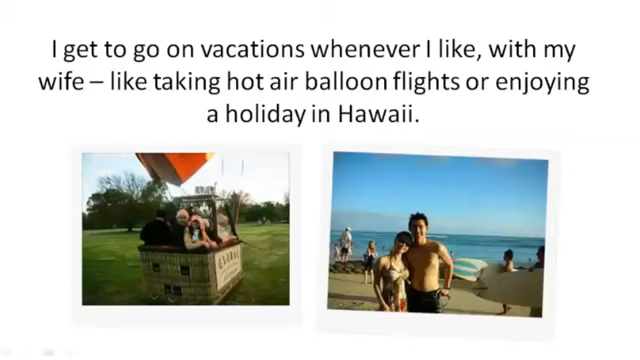 I get to go on vacations whenever I like, with my
wife – like taking hot air balloon flights or enjoying
a holiday in Hawaii.
GLOBAL